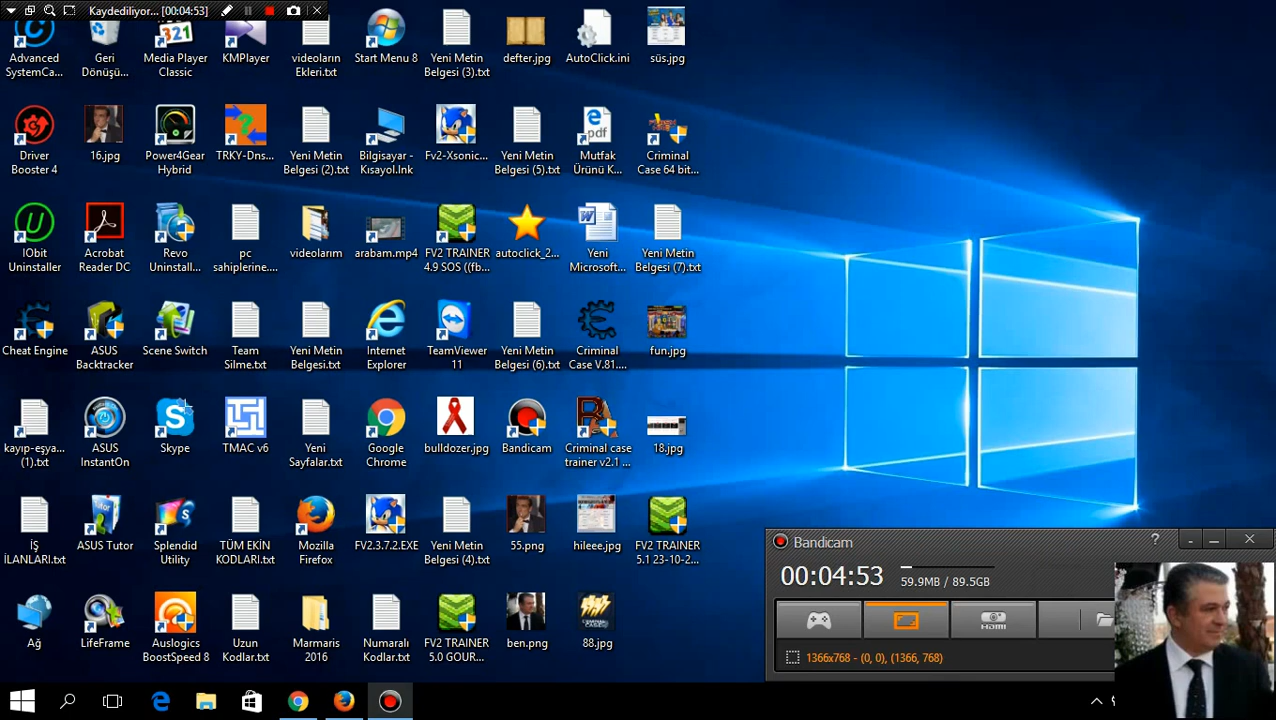 Kaydediliyor... [00:04:53]
Advanced SystemCa...
Geri Dönüşü...
Media Player Classic
KMPlayer
videoların Ekleri.txt
Start Menu 8
Yeni Metin Belgesi (3).txt
defter.jpg
AutoClick.ini
süs.jpg
Driver Booster 4
16.jpg
Power4Gear Hybrid
TRKY-Dns...
Yeni Metin Belgesi (2).txt
Bilgisayar - Kısayol.lnk
Fv2-Xsonic...
Yeni Metin Belgesi (5).txt
Mutfak Ürünü K...
Criminal Case 64 bit...
IObit Uninstaller
Acrobat Reader DC
Revo Uninstall...
pc sahiplerine...
videolarım
arabam.mp4
FV2 TRAINER 4.9 SOS ((fb...
autoclick_2...
Yeni Microsoft...
Yeni Metin Belgesi (7).txt
Cheat Engine
ASUS Backtracker
Scene Switch
Team Silme.txt
Yeni Metin Belgesi.txt
Internet Explorer
TeamViewer 11
Yeni Metin Belgesi (6).txt
Criminal Case V.81....
fun.jpg
kayıp-eşya... (1).txt
ASUS InstantOn
Skype
TMAC v6
Yeni Sayfalar.txt
Google Chrome
bulldozer.jpg
Bandicam
Criminal case trainer v2.1 ...
18.jpg
İŞ İLANLARI.txt
ASUS Tutor
Splendid Utility
TÜM EKİN KODLARI.txt
Mozilla Firefox
FV2.3.7.2.EXE
Yeni Metin Belgesi (4).txt
55.png
hileee.jpg
FV2 TRAINER 5.1 23-10-2...
Ağ
LifeFrame
Auslogics BoostSpeed 8
Uzun Kodlar.txt
Marmaris 2016
Numaralı Kodlar.txt
FV2 TRAINER 5.0 GOUR...
ben.png
88.jpg
Bandicam
?
00:04:53
59.9MB / 89.5GB
HDMI
1366x768 - (0, 0), (1366, 768)